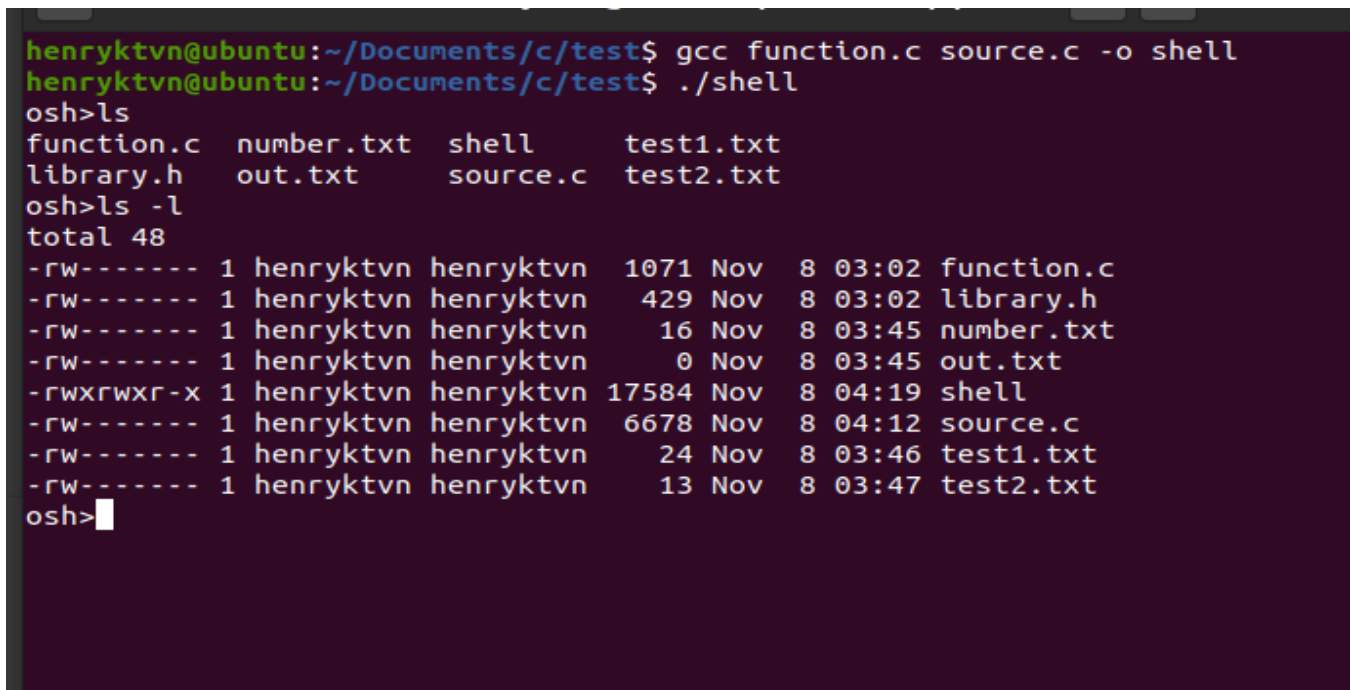 henryktvn@ubuntu:~/Documents/c/test$ gcc function.c source.c -o shell
henryktvn@ubuntu:~/Documents/c/test$ ./shell
osh>ls
function.c  number.txt  shell     test1.txt
library.h   out.txt     source.c  test2.txt
osh>ls -l
total 48
-rw------- 1 henryktvn henryktvn  1071 Nov  8 03:02 function.c
-rw------- 1 henryktvn henryktvn   429 Nov  8 03:02 library.h
-rw------- 1 henryktvn henryktvn    16 Nov  8 03:45 number.txt
-rw------- 1 henryktvn henryktvn     0 Nov  8 03:45 out.txt
-rwxrwxr-x 1 henryktvn henryktvn 17584 Nov  8 04:19 shell
-rw------- 1 henryktvn henryktvn  6678 Nov  8 04:12 source.c
-rw------- 1 henryktvn henryktvn    24 Nov  8 03:46 test1.txt
-rw------- 1 henryktvn henryktvn    13 Nov  8 03:47 test2.txt
osh>